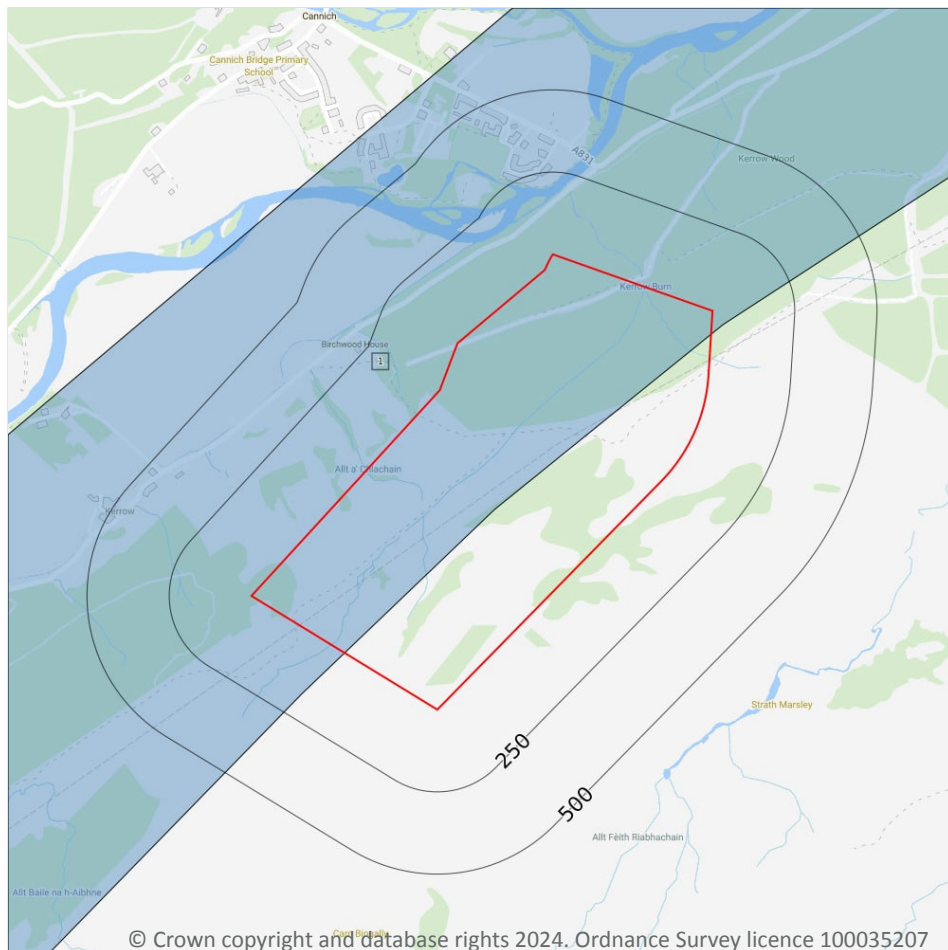 Cannich
Cannich Bridge Primary
School
A831
Kerrow Wood
Kerrow Burn
Birchwood House
1
Allt a' Chlachain
Kerrow
Strath Marsley
250
500
Allt Fèith Riabhachain
Allt Baile na h-Aibhne
© Crown copyright and database rights 2024. Ordnance Survey licence 100035207